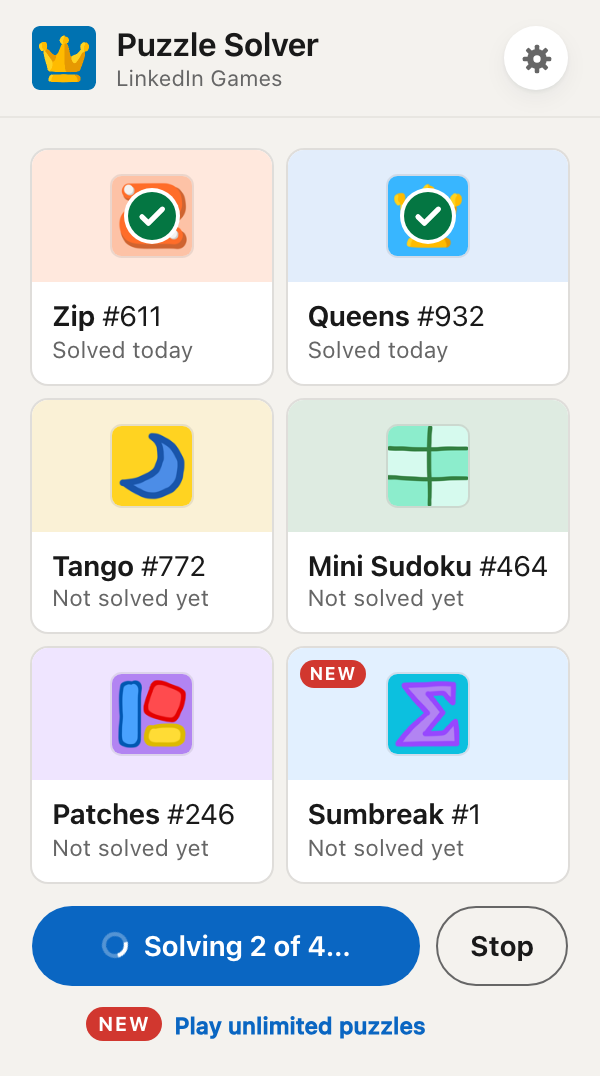 Puzzle Solver
LinkedIn Games
Zip #611
Solved today
Queens #932
Solved today
Tango #772
Not solved yet
Mini Sudoku #464
Not solved yet
Patches #246
Not solved yet
NEW
Sumbreak #1
Not solved yet
Solving 2 of 4...
Stop
NEW Play unlimited puzzles